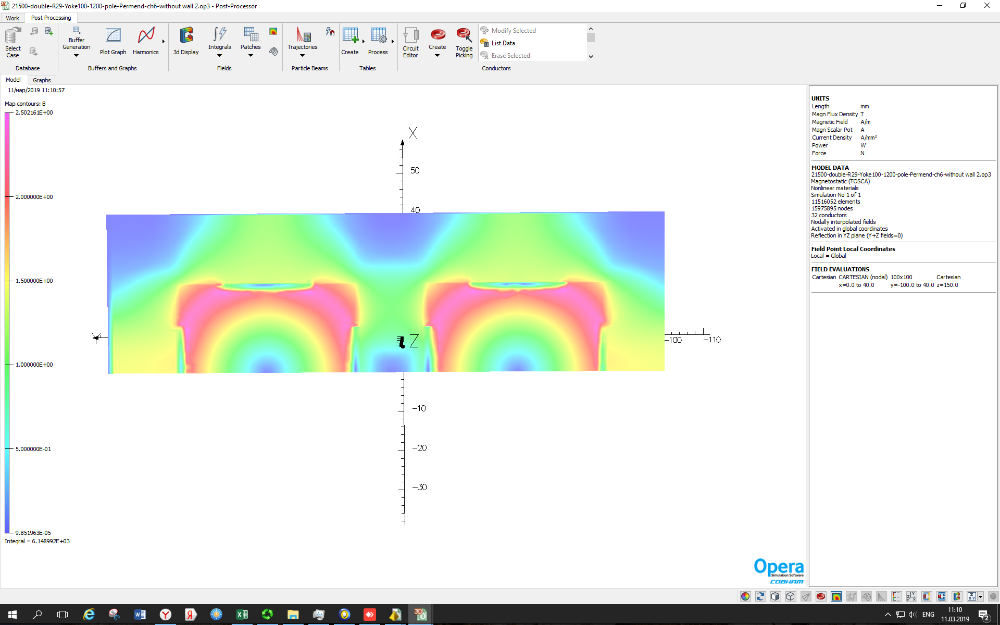 21500-double-R29-Yoke100-1200-pole-Permend-ch6-without wall 2.op3 - Post-Processor
Work
Post-Processing
Select Case
Buffer Generation
Plot Graph
Harmonics
3d Display
Integrals
Patches
Trajectories
Create
Process
Circuit Editor
Create
Toggle Picking
Modify Selected
List Data
Erase Selected
Database
Buffers and Graphs
Fields
Particle Beams
Tables
Conductors
Model
Graphs
11/мар/2019 11:10:57
Map contours: B
2.502161E+00
2.000000E+00
1.500000E+00
1.000000E+00
5.000000E-01
9.851963E-05
Integral = 6.148992E+03
X
50
40
Y
Z
-100
-110
-10
-20
-30
UNITS
Length mm
Magn Flux Density T
Magnetic Field A/m
Magn Scalar Pot A
Current Density A/mm²
Power W
Force N
MODEL DATA
21500-double-R29-Yoke100-1200-pole-Permend-ch6-without wall 2.op3
Magnetostatic (TOSCA)
Nonlinear materials
Simulation No 1 of 1
11516052 elements
15975895 nodes
32 conductors
Nodally interpolated fields
Activated in global coordinates
Reflection in YZ plane (Y+Z fields=0)
Field Point Local Coordinates
Local = Global
FIELD EVALUATIONS
Cartesian CARTESIAN (nodal) 100x100 Cartesian
x=0.0 to 40.0 y=-100.0 to 40.0 z=150.0
Opera
Simulation Software
COBHAM
ENG
11:10
11.03.2019
2